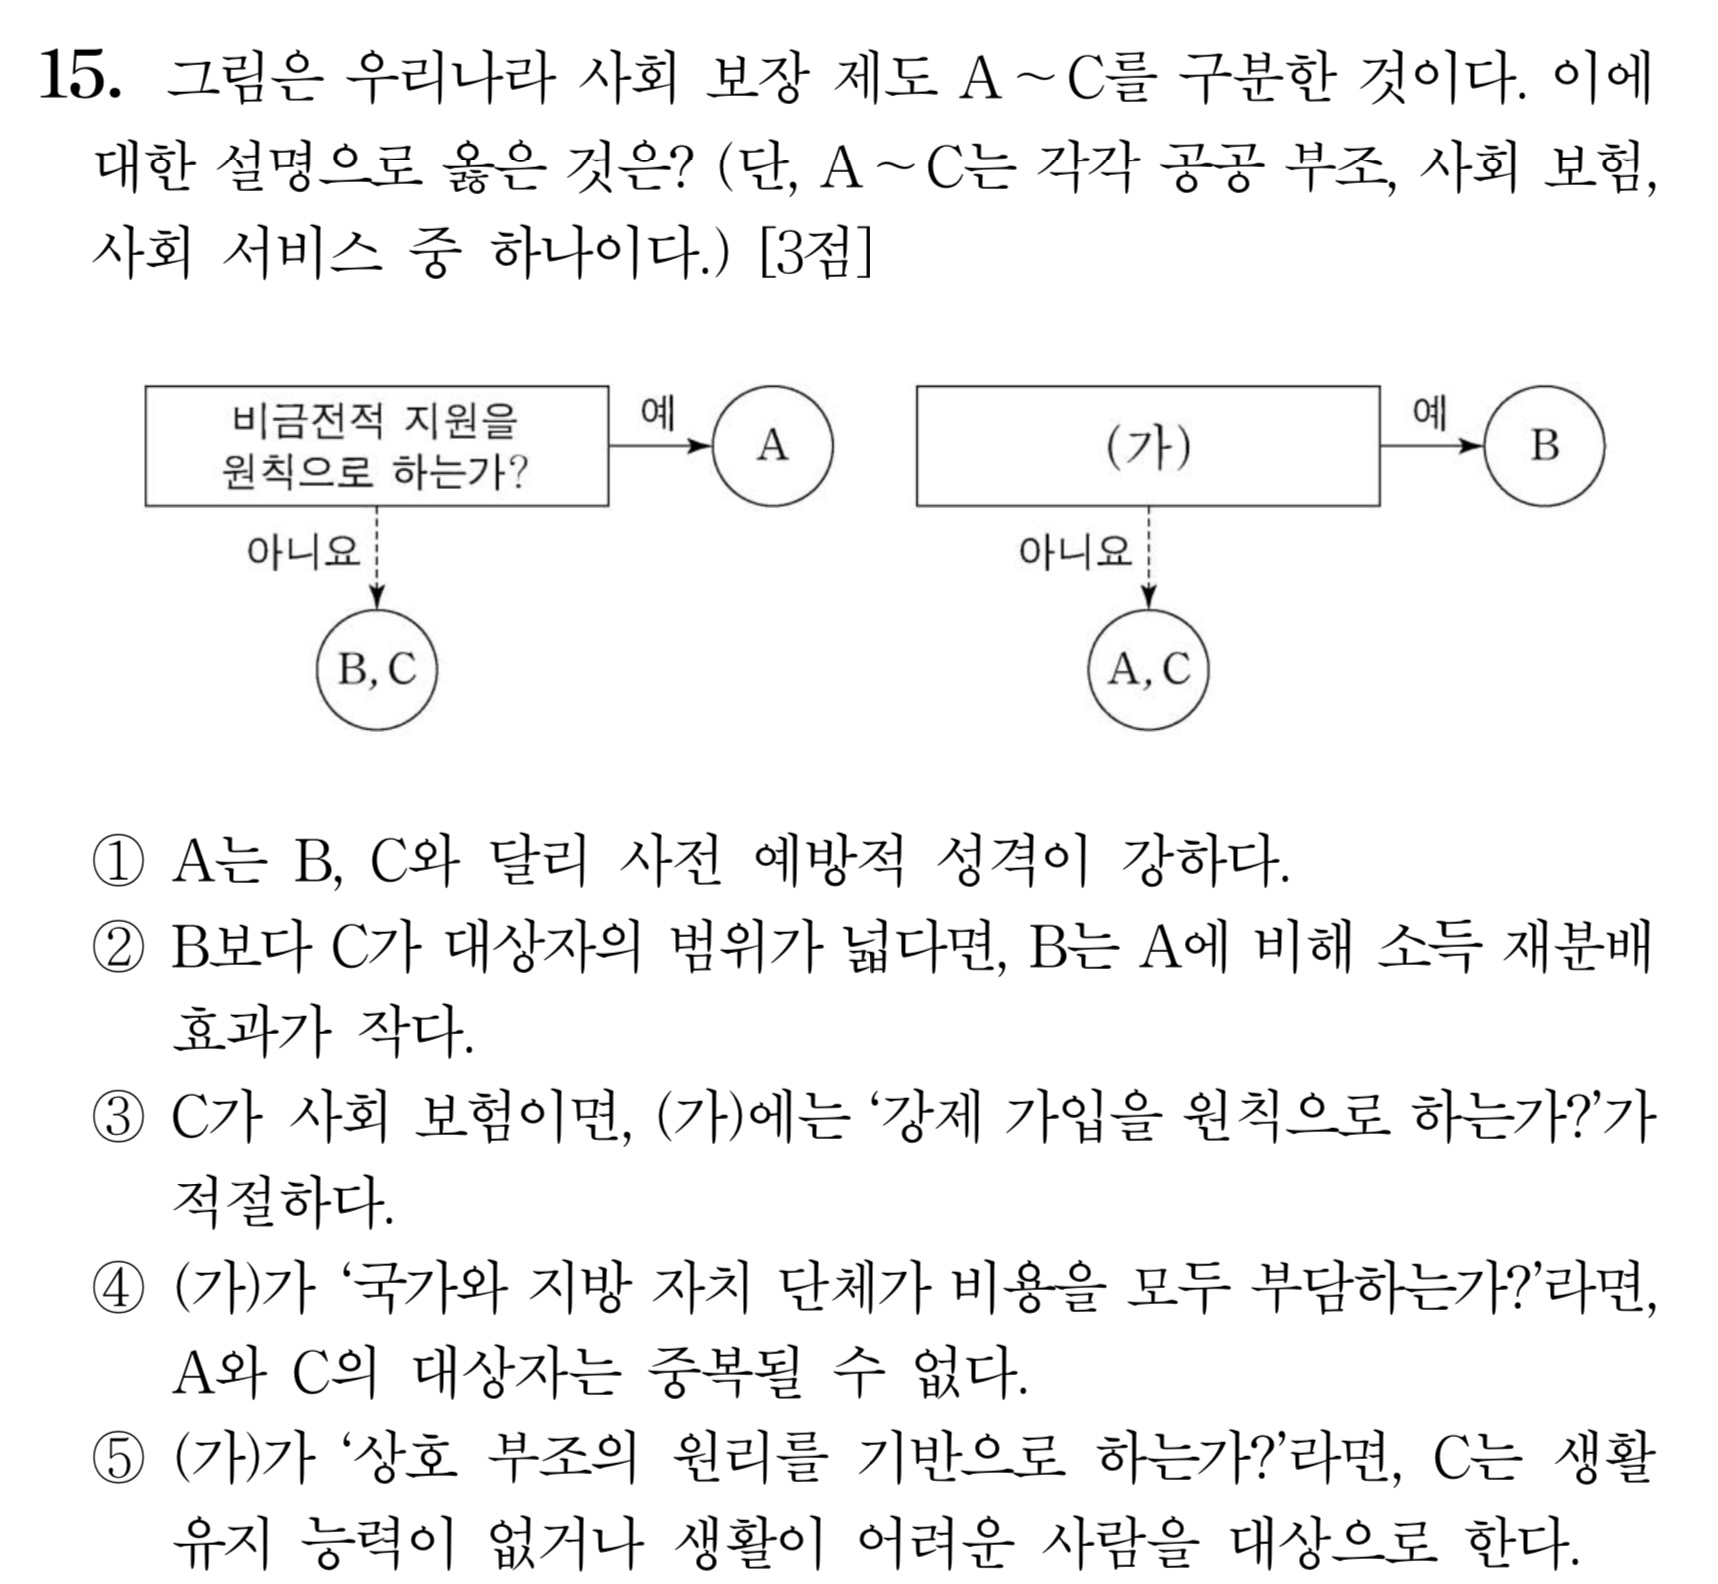 15. 그림은 우리나라 사회 보장 제도 A~C를 구분한 것이다. 이에
대한 설명으로 옳은 것은? (단, A~C는 각각 공공 부조, 사회 보험,
사회 서비스 중 하나이다.) [3점]
비금전적 지원을
원칙으로 하는가?
예
A
아니요
B, C
(가)
예
B
아니요
A, C
① A는 B, C와 달리 사전 예방적 성격이 강하다.
② B보다 C가 대상자의 범위가 넓다면, B는 A에 비해 소득 재분배
효과가 작다.
③ C가 사회 보험이면, (가)에는 ‘강제 가입을 원칙으로 하는가?’가
적절하다.
④ (가)가 ‘국가와 지방 자치 단체가 비용을 모두 부담하는가?’라면,
A와 C의 대상자는 중복될 수 없다.
⑤ (가)가 ‘상호 부조의 원리를 기반으로 하는가?’라면, C는 생활
유지 능력이 없거나 생활이 어려운 사람을 대상으로 한다.